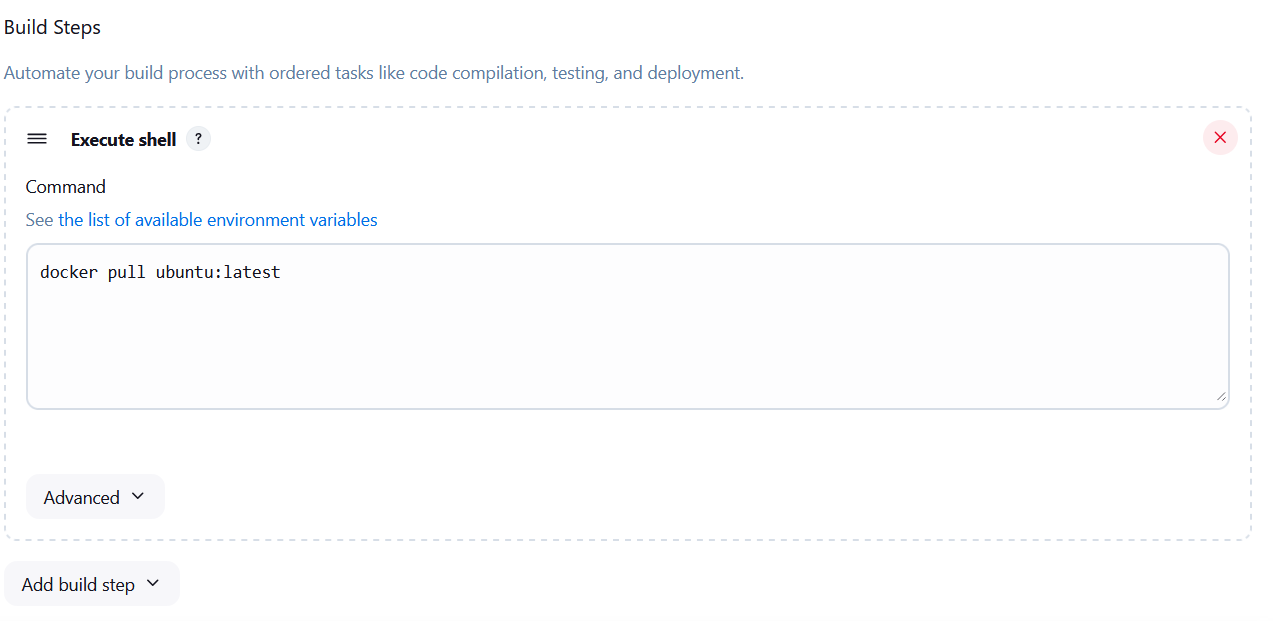 Build Steps
Automate your build process with ordered tasks like code compilation, testing, and deployment.
Execute shell ?
Command
See the list of available environment variables
docker pull ubuntu:latest
Advanced
Add build step